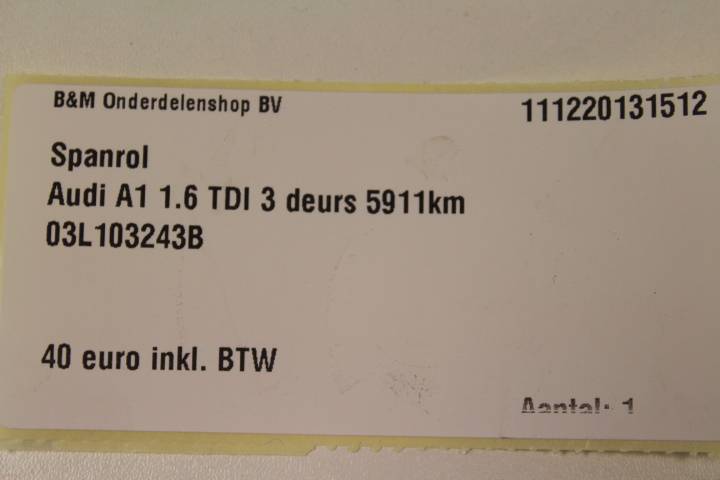 B&M Onderdelenshop BV
111220131512
Spanrol
Audi A1 1.6 TDI 3 deurs 5911km
03L103243B
40 euro inkl. BTW
Aantal: 1